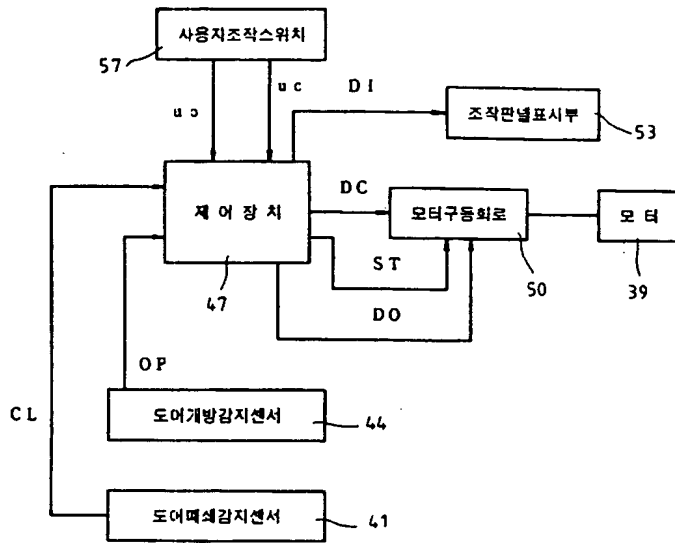 사용자조작스위치
57
uc
DI
uo
조작판넬표시부
53
제어장치
DC
모터구동회로
모터
47
ST
50
39
DO
OP
CL
도어개방감지센서
44
도어폐쇄감지센서
41